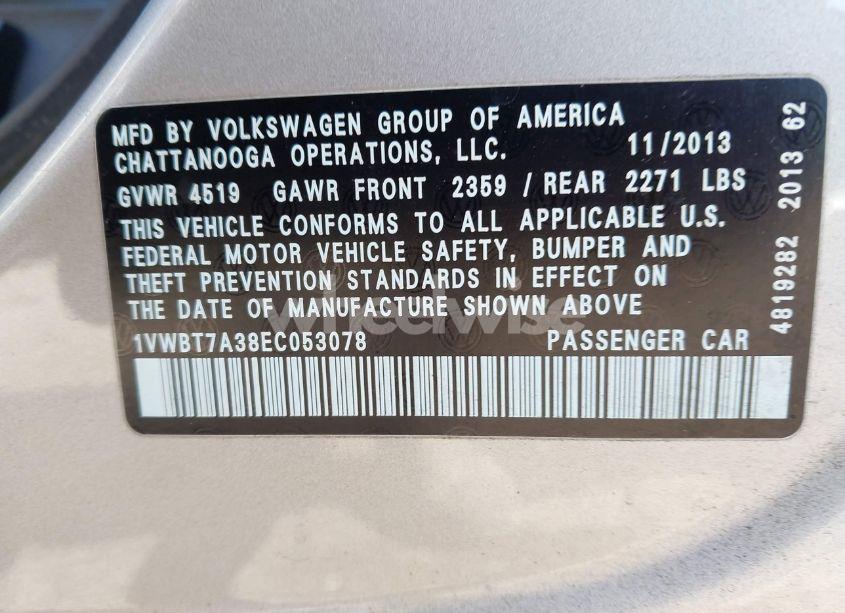 MFD BY VOLKSWAGEN GROUP OF AMERICA
CHATTANOOGA OPERATIONS, LLC. 11/2013
GVWR 4519 GAWR FRONT 2359 / REAR 2271 LBS
THIS VEHICLE CONFORMS TO ALL APPLICABLE U.S.
FEDERAL MOTOR VEHICLE SAFETY, BUMPER AND
THEFT PREVENTION STANDARDS IN EFFECT ON
THE DATE OF MANUFACTURE SHOWN ABOVE
1VWBT7A38EC053078 PASSENGER CAR
4819282 2013 62
wheelwise